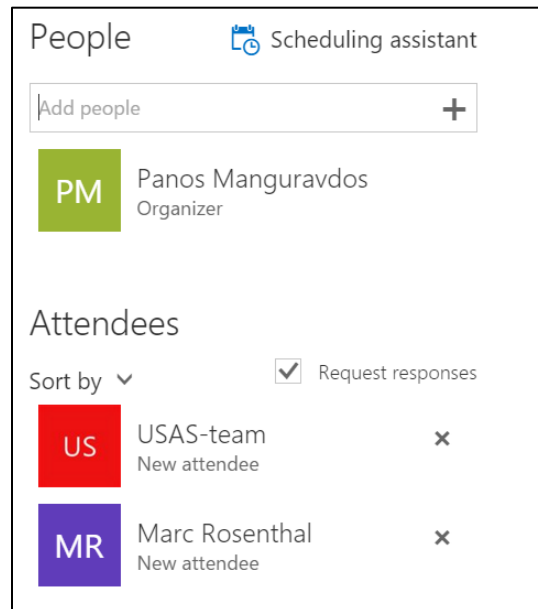 People
Scheduling assistant
Add people
PM
Panos Manguravdos
Organizer
Attendees
Sort by
Request responses
US
USAS-team
New attendee
MR
Marc Rosenthal
New attendee